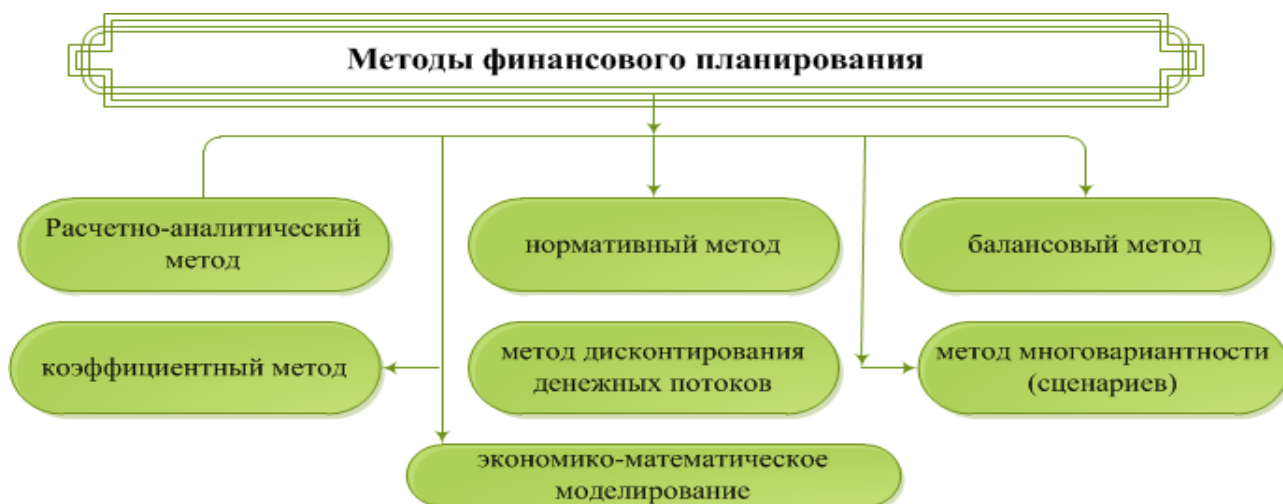 Методы финансового планирования
Расчетно-аналитический
метод
нормативный метод
балансовый метод
коэффициентный метод
метод дисконтирования
денежных потоков
метод многовариантности
(сценариев)
экономико-математическое
моделирование